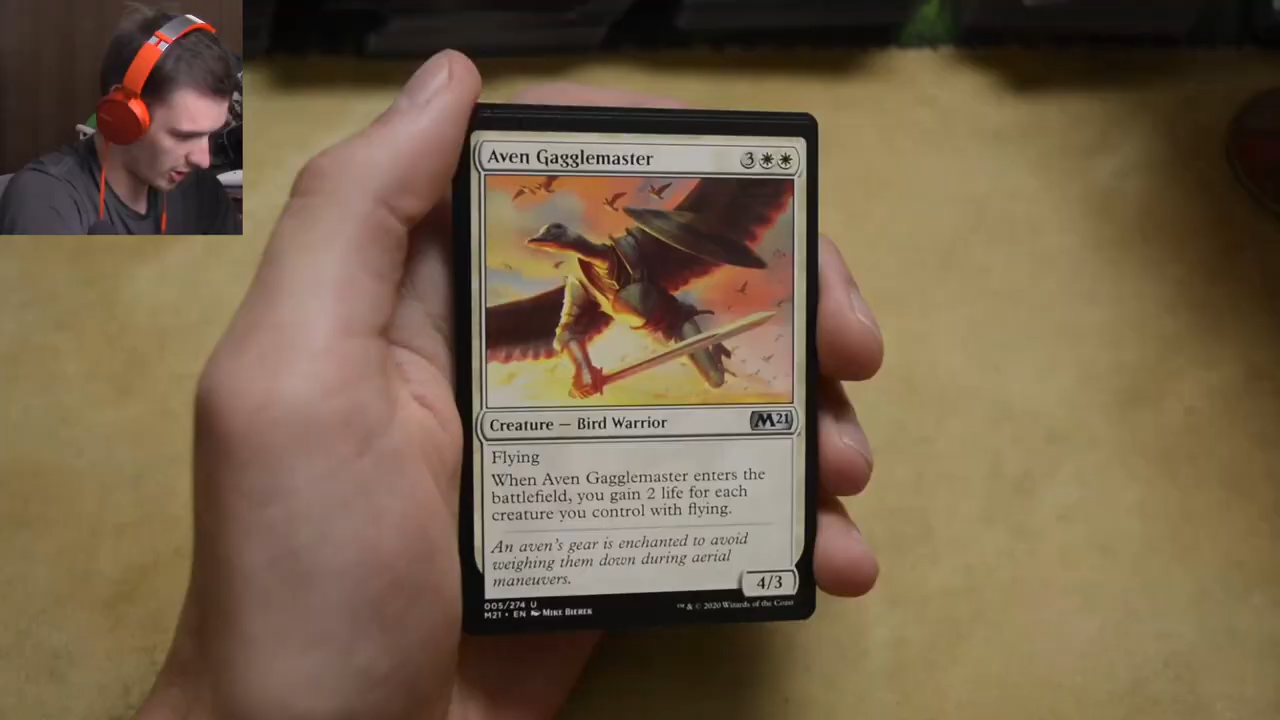 Aven Gagglemaster 3
Creature — Bird Warrior M21
Flying
When Aven Gagglemaster enters the
battlefield, you gain 2 life for each
creature you control with flying.
An aven's gear is enchanted to avoid
weighing them down during aerial
maneuvers.
4/3
005/274 U
M21 • EN Mike Bierek
™ & © 2020 Wizards of the Coast